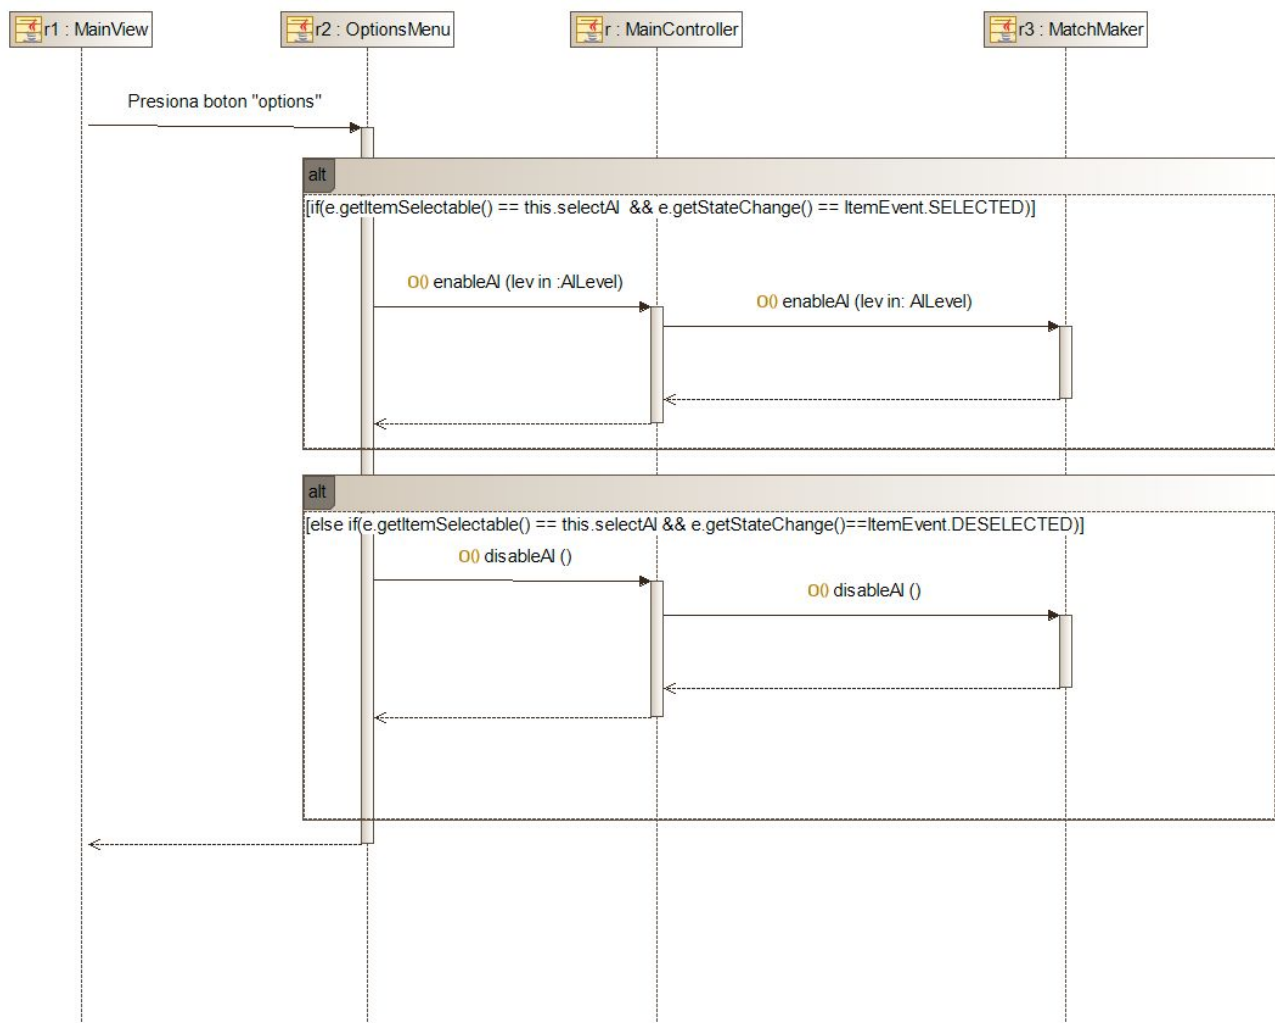 r1 : MainView
r2 : OptionsMenu
r : MainController
r3 : MatchMaker
Presiona boton "options"
alt
[if(e.getItemSelectable() == this.selectAI && e.getStateChange() == ItemEvent.SELECTED)]
O() enableAI (lev in :AILevel)
O() enableAI (lev in: AILevel)
alt
[else if(e.getItemSelectable() == this.selectAI && e.getStateChange()==ItemEvent.DESELECTED)]
O() disableAI ()
O() disableAI ()